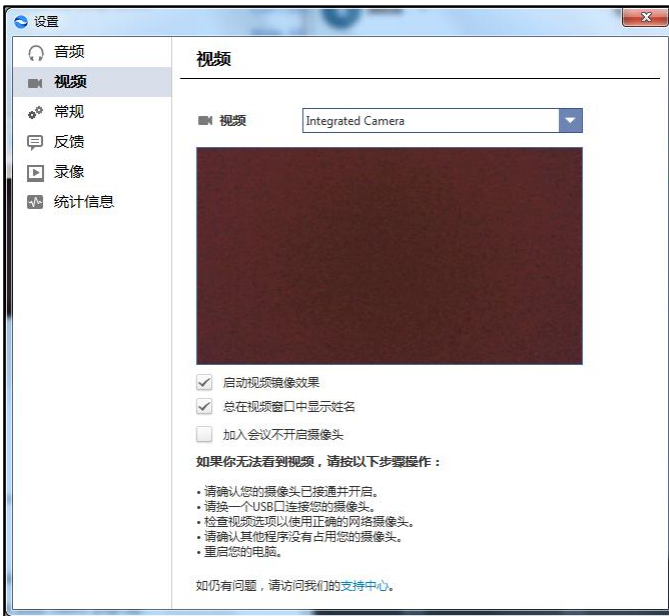 设置
音频
视频
常规
反馈
录像
统计信息
视频
视频 Integrated Camera
启动视频镜像效果
总在视频窗口中显示姓名
加入会议不开启摄像头
如果你无法看到视频，请按以下步骤操作：
• 请确认您的摄像头已接通并开启。
• 请换一个USB口连接您的摄像头。
• 检查视频选项以使用正确的网络摄像头。
• 请确认其他程序没有占用您的摄像头。
• 重启您的电脑。
如仍有问题，请访问我们的支持中心。